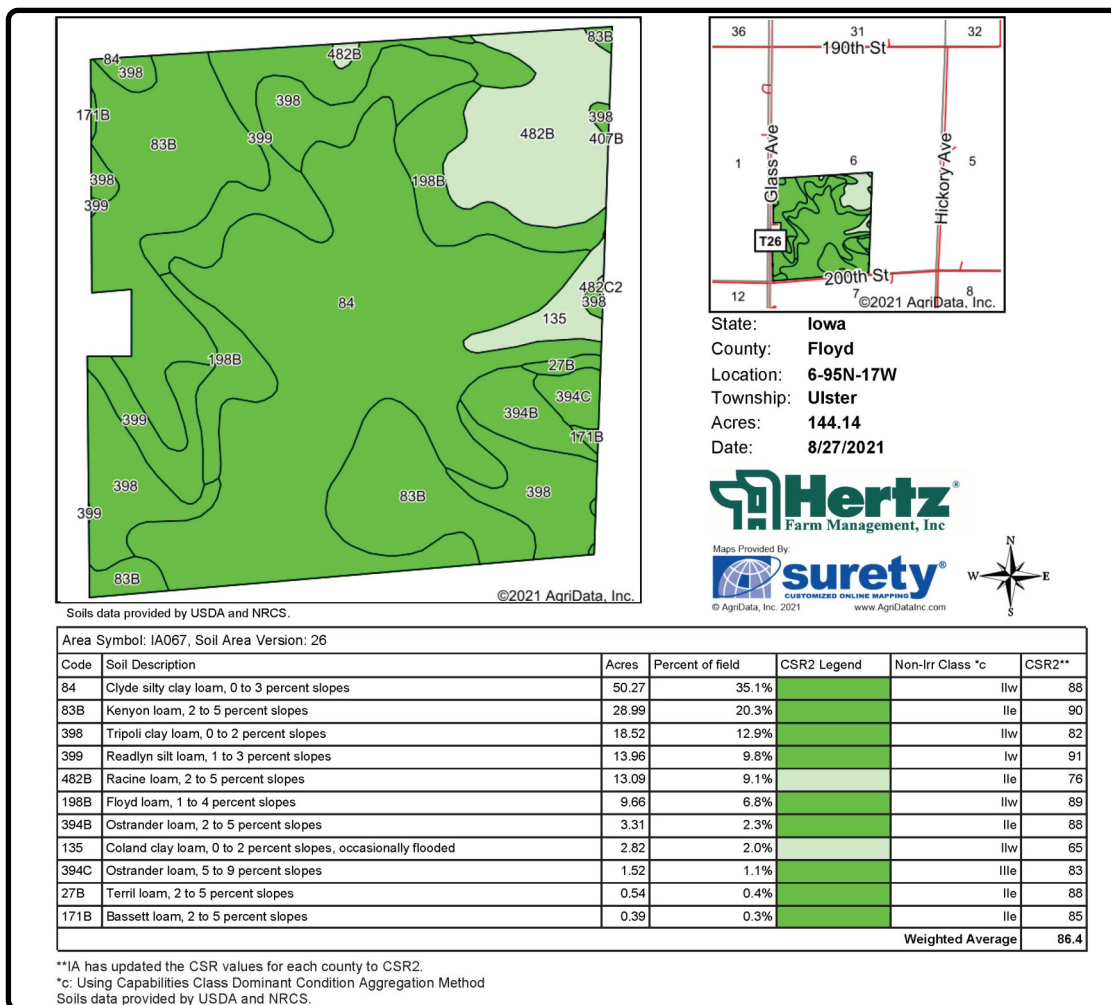 83B
84
398
482B
171B
398
399
482B
398
407B
83B
198B
398
399
482C2
398
84
135
198B
27B
394C
394B
399
171B
398
83B
398
399
83B
©2021 AgriData, Inc.
Soils data provided by USDA and NRCS.
36 31 32
190th St
1 Glass Ave 6 Hickory Ave 5
T26
200th St
12 7 8
©2021 AgriData, Inc.
State: Iowa
County: Floyd
Location: 6-95N-17W
Township: Ulster
Acres: 144.14
Date: 8/27/2021
Hertz®
Farm Management, Inc
Maps Provided By:
surety®
CUSTOMIZED ONLINE MAPPING
© AgriData, Inc. 2021 www.AgriDataInc.com
N
W E
S
Area Symbol: IA067, Soil Area Version: 26
Code Soil Description Acres Percent of field CSR2 Legend Non-Irr Class *c CSR2**
84 Clyde silty clay loam, 0 to 3 percent slopes 50.27 35.1% IIw 88
83B Kenyon loam, 2 to 5 percent slopes 28.99 20.3% IIe 90
398 Tripoli clay loam, 0 to 2 percent slopes 18.52 12.9% IIw 82
399 Readlyn silt loam, 1 to 3 percent slopes 13.96 9.8% Iw 91
482B Racine loam, 2 to 5 percent slopes 13.09 9.1% IIe 76
198B Floyd loam, 1 to 4 percent slopes 9.66 6.8% IIw 89
394B Ostrander loam, 2 to 5 percent slopes 3.31 2.3% IIe 88
135 Coland clay loam, 0 to 2 percent slopes, occasionally flooded 2.82 2.0% IIw 65
394C Ostrander loam, 5 to 9 percent slopes 1.52 1.1% IIIe 83
27B Terril loam, 2 to 5 percent slopes 0.54 0.4% IIe 88
171B Bassett loam, 2 to 5 percent slopes 0.39 0.3% IIe 85
Weighted Average 86.4
**IA has updated the CSR values for each county to CSR2.
*c: Using Capabilities Class Dominant Condition Aggregation Method
Soils data provided by USDA and NRCS.